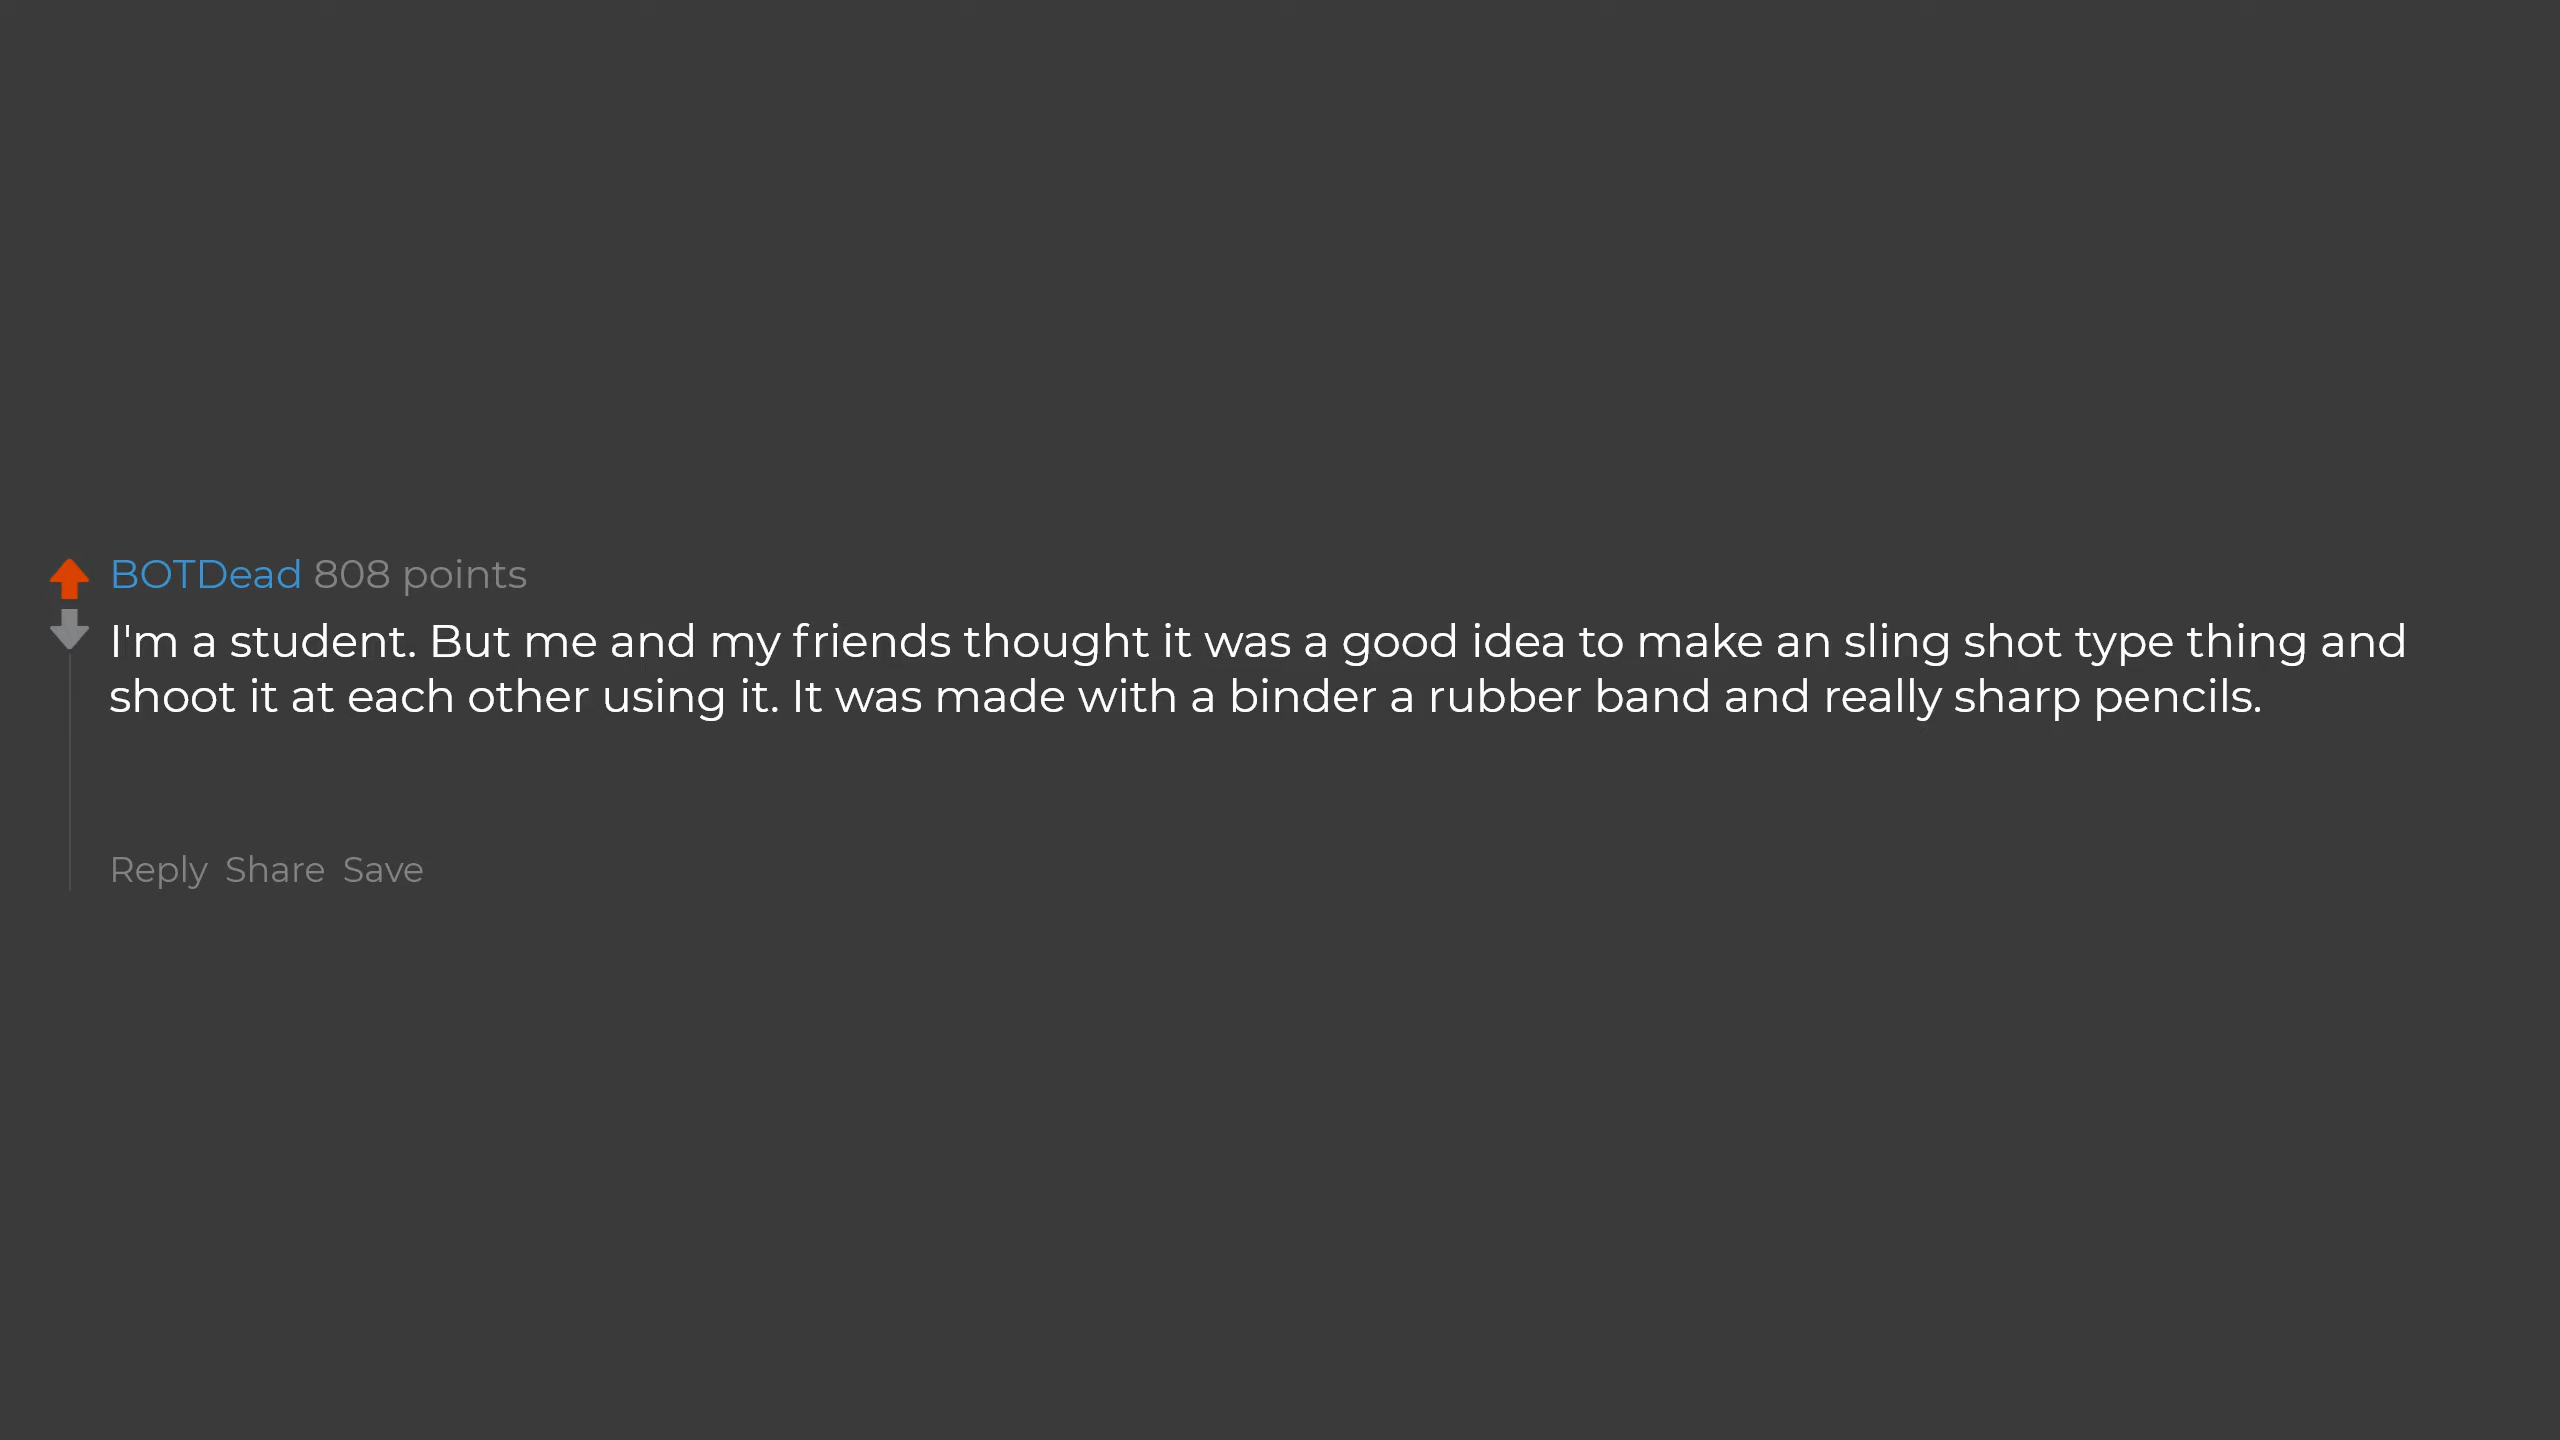 BOTDead 808 points
I'm a student. But me and my friends thought it was a good idea to make an sling shot type thing and
shoot it at each other using it. It was made with a binder a rubber band and really sharp pencils.
Reply Share Save